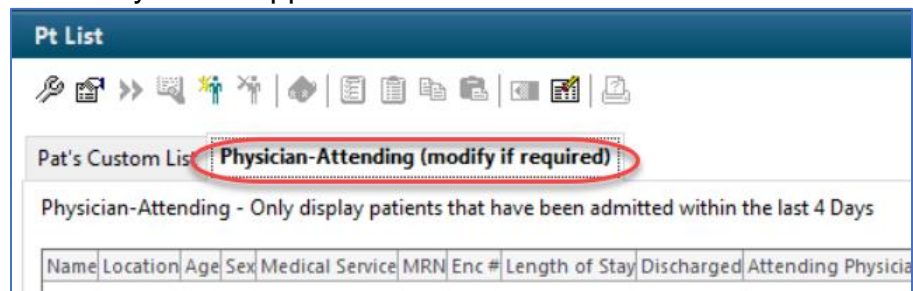 Pt List
Pat's Custom List Physician-Attending (modify if required)
Physician-Attending - Only display patients that have been admitted within the last 4 Days
Name Location Age Sex Medical Service MRN Enc # Length of Stay Discharged Attending Physicia